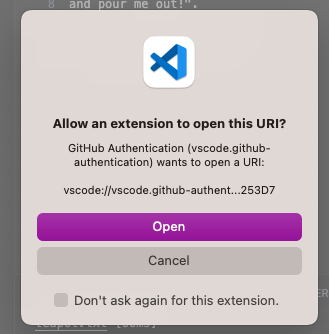 8 and pour me out!".
Allow an extension to open this URI?
GitHub Authentication (vscode.github-
authentication) wants to open a URI:
vscode://vscode.github-authent...253D7
Open
Cancel
Don't ask again for this extension.